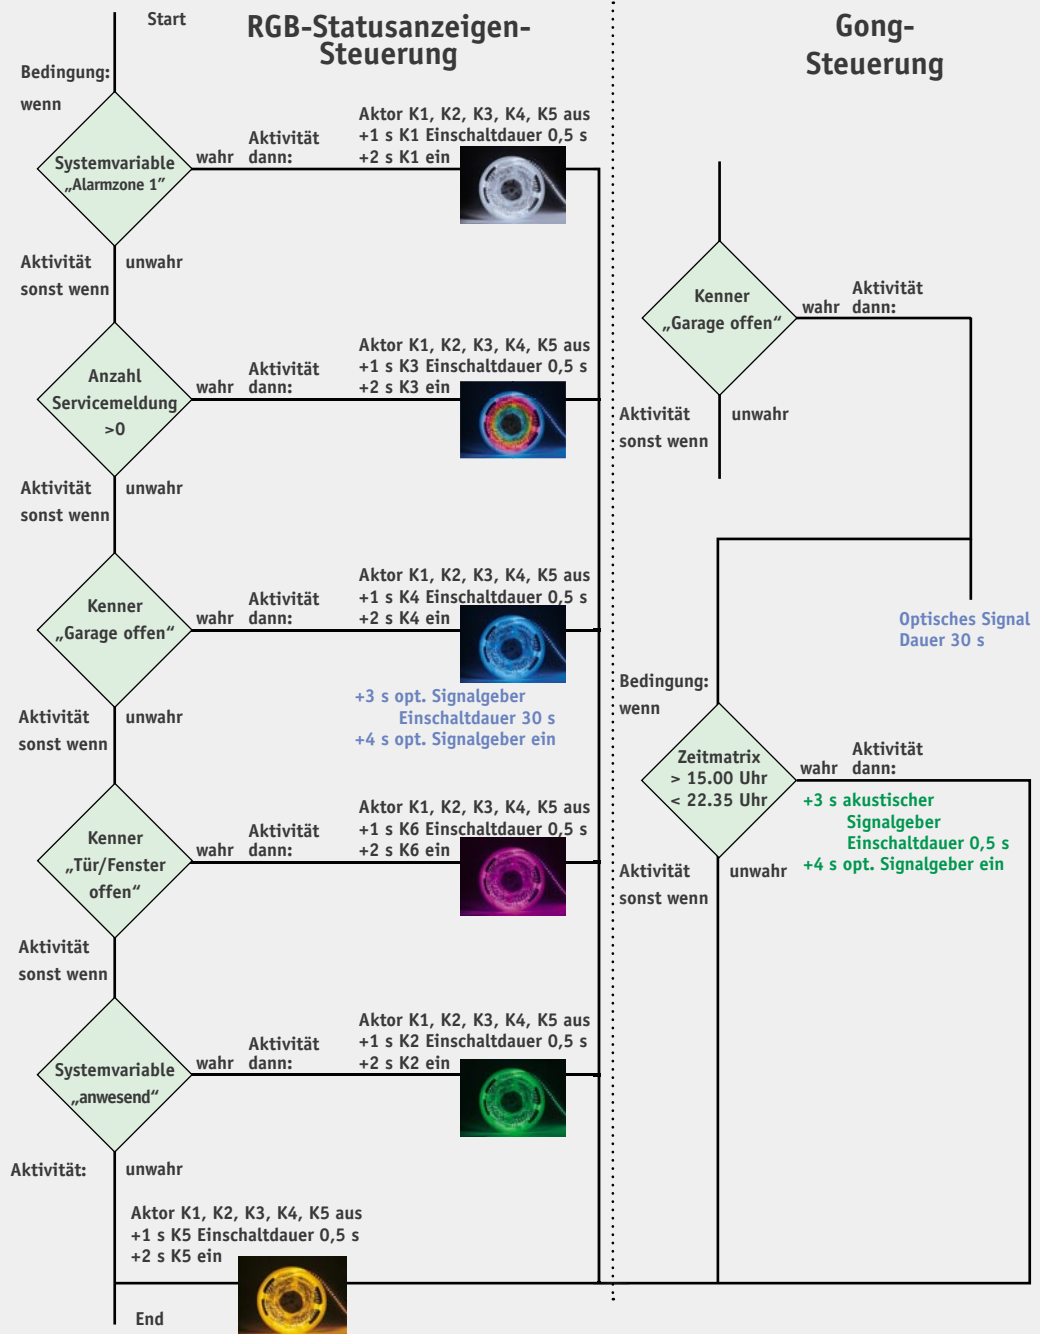 Start
RGB-Statusanzeigen-
Steuerung
Bedingung:
wenn
Systemvariable
„Alarmzone 1"
wahr
Aktivität
dann:
Aktor K1, K2, K3, K4, K5 aus
+1 s K1 Einschaltdauer 0,5 s
+2 s K1 ein
Aktivität
sonst wenn
unwahr
Anzahl
Servicemeldung
>0
wahr
Aktivität
dann:
Aktor K1, K2, K3, K4, K5 aus
+1 s K3 Einschaltdauer 0,5 s
+2 s K3 ein
Aktivität
sonst wenn
unwahr
Kenner
„Garage offen“
wahr
Aktivität
dann:
Aktor K1, K2, K3, K4, K5 aus
+1 s K4 Einschaltdauer 0,5 s
+2 s K4 ein
+3 s opt. Signalgeber
Einschaltdauer 30 s
+4 s opt. Signalgeber ein
Aktivität
sonst wenn
unwahr
Kenner
„Tür/Fenster
offen“
wahr
Aktivität
dann:
Aktor K1, K2, K3, K4, K5 aus
+1 s K6 Einschaltdauer 0,5 s
+2 s K6 ein
Aktivität
sonst wenn
Systemvariable
„anwesend“
wahr
Aktivität
dann:
Aktor K1, K2, K3, K4, K5 aus
+1 s K2 Einschaltdauer 0,5 s
+2 s K2 ein
Aktivität:
unwahr
Aktor K1, K2, K3, K4, K5 aus
+1 s K5 Einschaltdauer 0,5 s
+2 s K5 ein
End
Gong-
Steuerung
Kenner
„Garage offen“
wahr
Aktivität
dann:
Aktivität
sonst wenn
unwahr
Optisches Signal
Dauer 30 s
Bedingung:
wenn
Zeitmatrix
> 15.00 Uhr
< 22.35 Uhr
wahr
Aktivität
dann:
+3 s akustischer
Signalgeber
Einschaltdauer 0,5 s
+4 s opt. Signalgeber ein
Aktivität
sonst wenn
unwahr